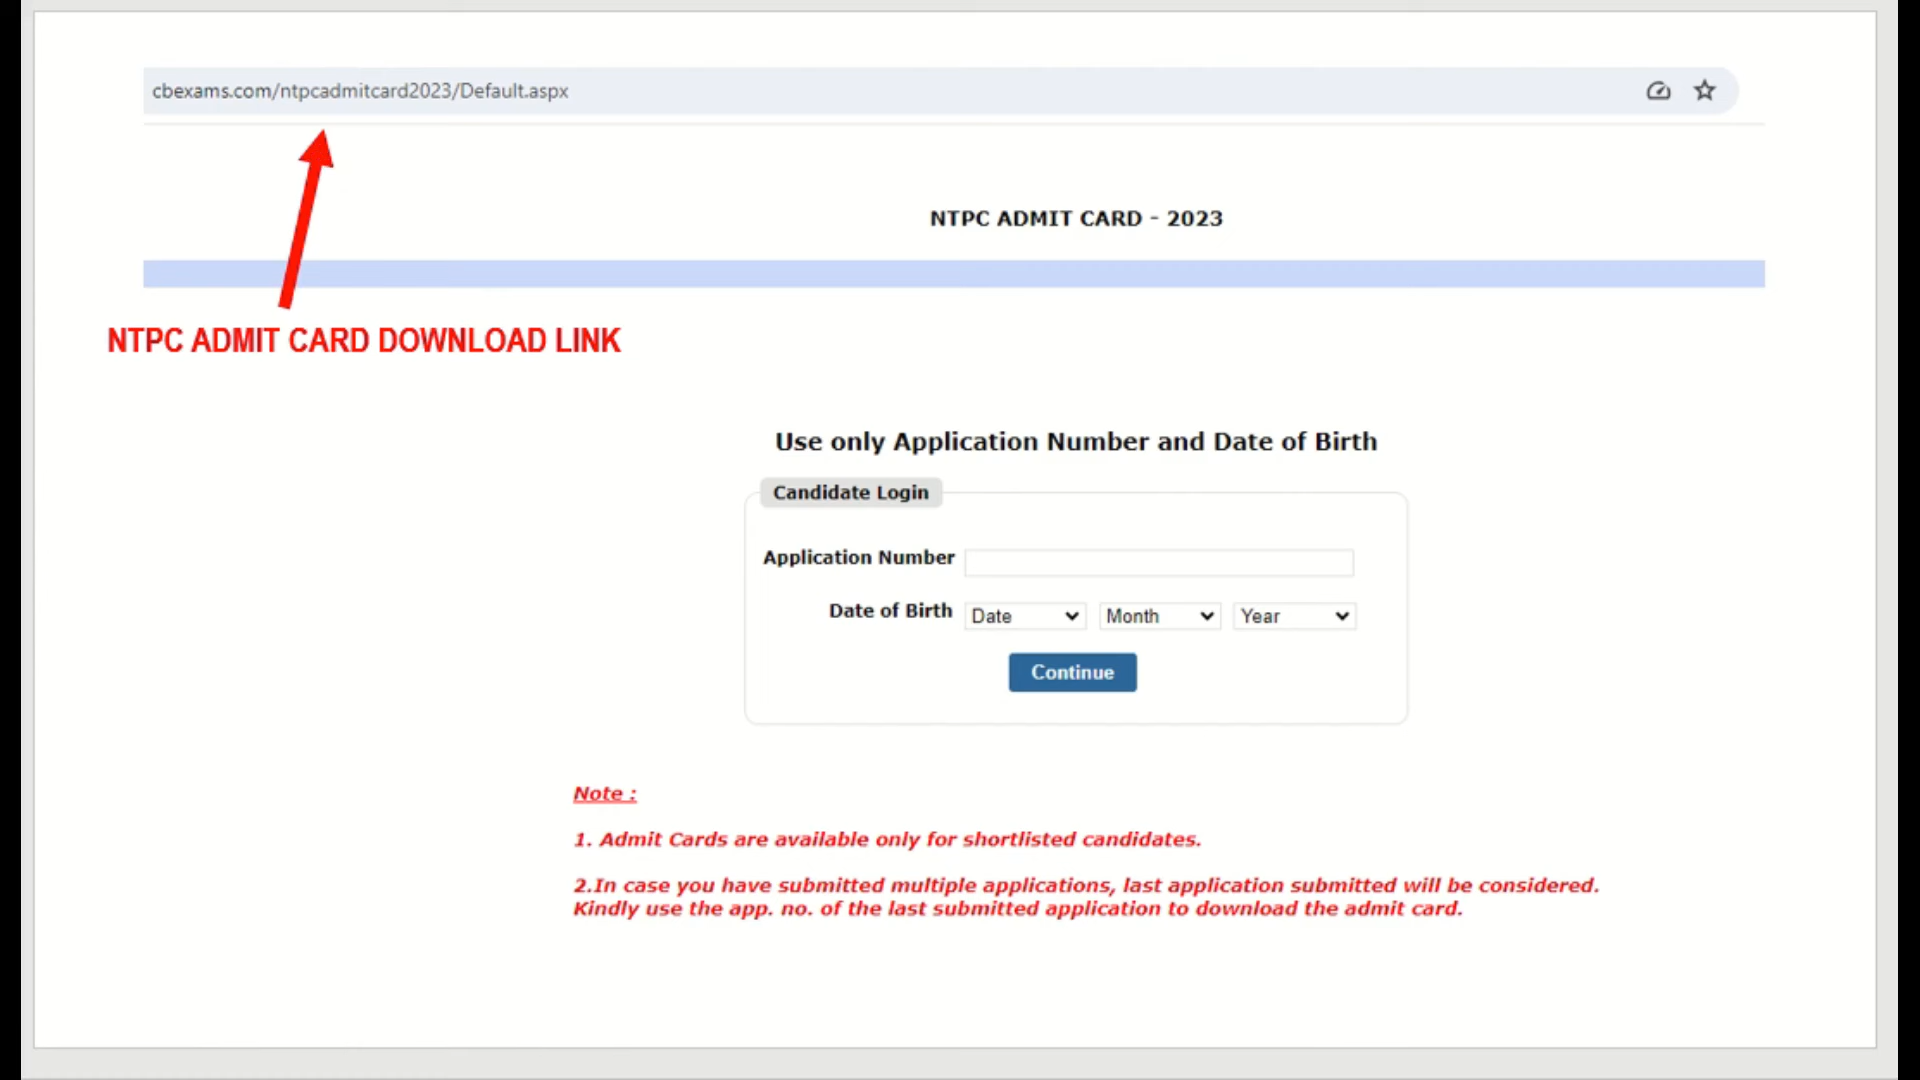 cbexams.com/ntpcadmitcard2023/Default.aspx
NTPC ADMIT CARD - 2023
NTPC ADMIT CARD DOWNLOAD LINK
Use only Application Number and Date of Birth
Candidate Login
Application Number
Date of Birth Date Month Year
Continue
Note :
1. Admit Cards are available only for shortlisted candidates.
2.In case you have submitted multiple applications, last application submitted will be considered.
Kindly use the app. no. of the last submitted application to download the admit card.